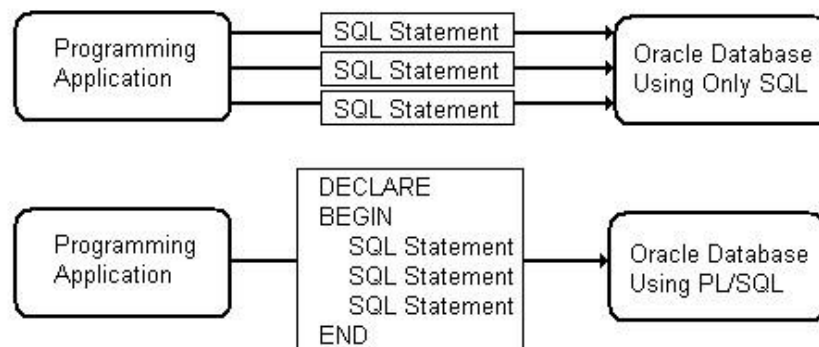 Programming
Application
SQL Statement
SQL Statement
SQL Statement
Oracle Database
Using Only SQL
Programming
Application
DECLARE
BEGIN
SQL Statement
SQL Statement
SQL Statement
END
Oracle Database
Using PL/SQL